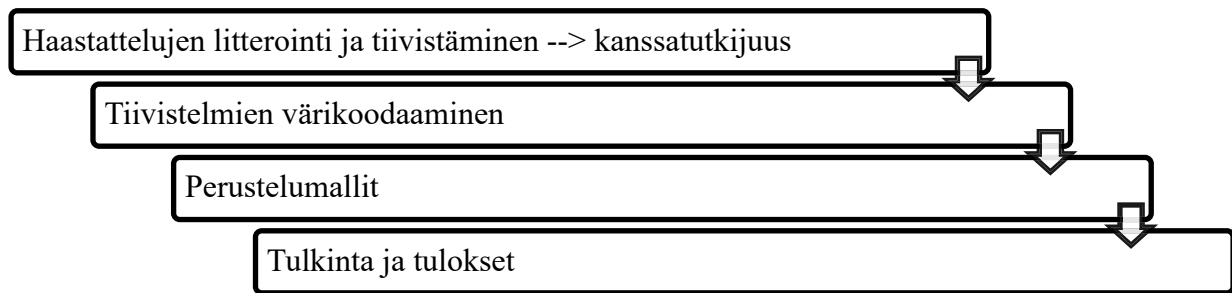 Haastattelujen litterointi ja tiivistäminen --> kanssatutkijuus
Tiivistelmien värikoodaaminen
Perustelumallit
Tulkinta ja tulokset